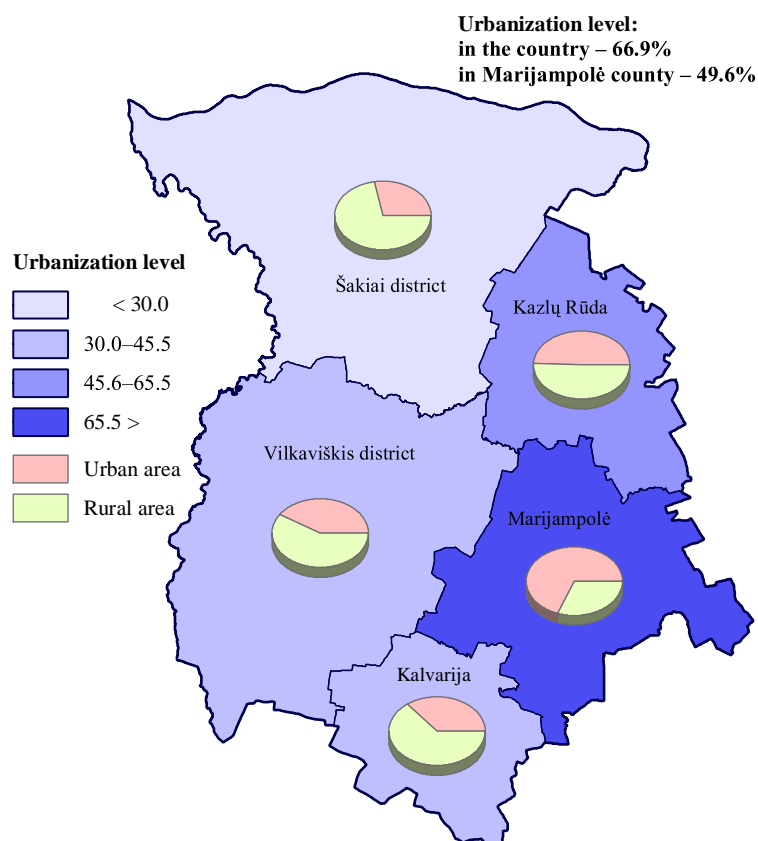 Urbanization level:
in the country – 66.9%
in Marijampolė county – 49.6%
Urbanization level
< 30.0
30.0–45.5
45.6–65.5
65.5 >
Urban area
Rural area
Šakiai district
Kazlų Rūda
Vilkaviškis district
Marijampolė
Kalvarija